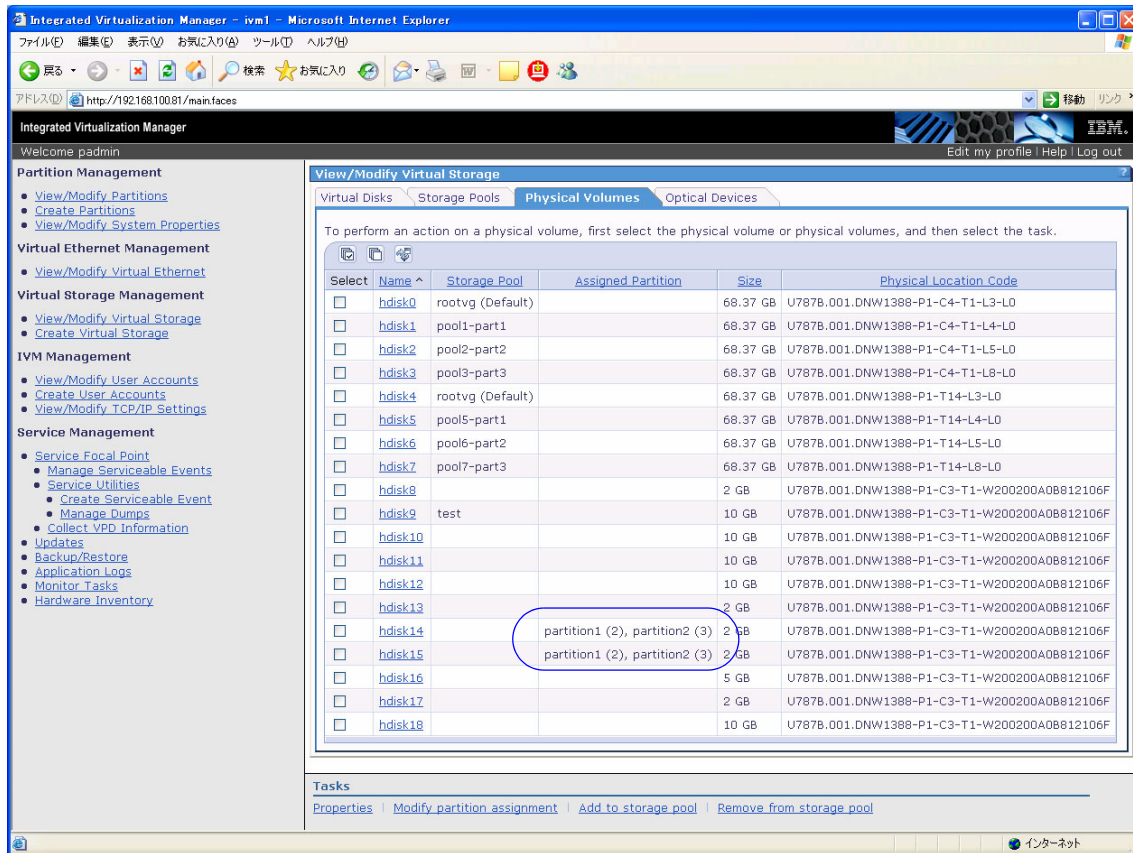 Integrated Virtualization Manager - ivm1 - Microsoft Internet Explorer
ファイル(F) 編集(E) 表示(V) お気に入り(A) ツール(T) ヘルプ(H)
戻る 検索 お気に入り
アドレス(D) http://192.168.100.81/main.faces 移動 リンク
Integrated Virtualization Manager IBM.
Welcome padmin Edit my profile | Help | Log out
Partition Management
View/Modify Partitions
Create Partitions
View/Modify System Properties
Virtual Ethernet Management
View/Modify Virtual Ethernet
Virtual Storage Management
View/Modify Virtual Storage
Create Virtual Storage
IVM Management
View/Modify User Accounts
Create User Accounts
View/Modify TCP/IP Settings
Service Management
Service Focal Point
Manage Serviceable Events
Service Utilities
Create Serviceable Event
Manage Dumps
Collect VPD Information
Updates
Backup/Restore
Application Logs
Monitor Tasks
Hardware Inventory
View/Modify Virtual Storage ?
Virtual Disks Storage Pools Physical Volumes Optical Devices
To perform an action on a physical volume, first select the physical volume or physical volumes, and then select the task.
Select Name ^ Storage Pool Assigned Partition Size Physical Location Code
hdisk0 rootvg (Default) 68.37 GB U787B.001.DNW1388-P1-C4-T1-L3-L0
hdisk1 pool1-part1 68.37 GB U787B.001.DNW1388-P1-C4-T1-L4-L0
hdisk2 pool2-part2 68.37 GB U787B.001.DNW1388-P1-C4-T1-L5-L0
hdisk3 pool3-part3 68.37 GB U787B.001.DNW1388-P1-C4-T1-L8-L0
hdisk4 rootvg (Default) 68.37 GB U787B.001.DNW1388-P1-T14-L3-L0
hdisk5 pool5-part1 68.37 GB U787B.001.DNW1388-P1-T14-L4-L0
hdisk6 pool6-part2 68.37 GB U787B.001.DNW1388-P1-T14-L5-L0
hdisk7 pool7-part3 68.37 GB U787B.001.DNW1388-P1-T14-L8-L0
hdisk8 2 GB U787B.001.DNW1388-P1-C3-T1-W200200A0B812106F
hdisk9 test 10 GB U787B.001.DNW1388-P1-C3-T1-W200200A0B812106F
hdisk10 10 GB U787B.001.DNW1388-P1-C3-T1-W200200A0B812106F
hdisk11 10 GB U787B.001.DNW1388-P1-C3-T1-W200200A0B812106F
hdisk12 10 GB U787B.001.DNW1388-P1-C3-T1-W200200A0B812106F
hdisk13 2 GB U787B.001.DNW1388-P1-C3-T1-W200200A0B812106F
hdisk14 partition1 (2), partition2 (3) 2 GB U787B.001.DNW1388-P1-C3-T1-W200200A0B812106F
hdisk15 partition1 (2), partition2 (3) 2 GB U787B.001.DNW1388-P1-C3-T1-W200200A0B812106F
hdisk16 5 GB U787B.001.DNW1388-P1-C3-T1-W200200A0B812106F
hdisk17 2 GB U787B.001.DNW1388-P1-C3-T1-W200200A0B812106F
hdisk18 10 GB U787B.001.DNW1388-P1-C3-T1-W200200A0B812106F
Tasks
Properties | Modify partition assignment | Add to storage pool | Remove from storage pool
インターネット